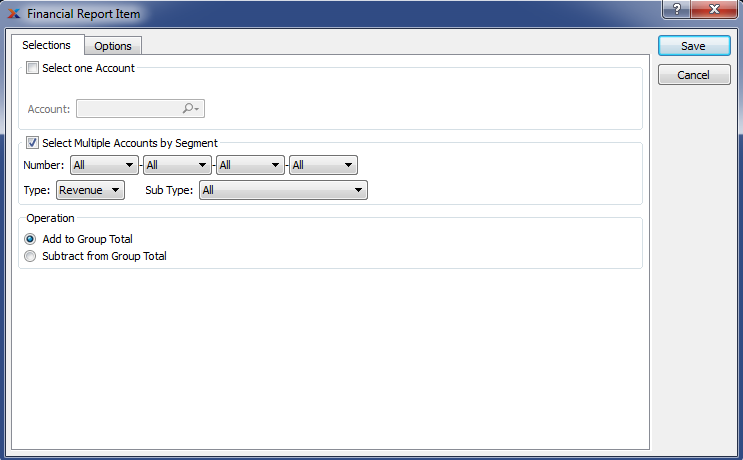 Financial Report Item
?
X
Selections Options
Save
Cancel
Select one Account
Account:
Select Multiple Accounts by Segment
Number: All - All - All - All
Type: Revenue Sub Type: All
Operation
Add to Group Total
Subtract from Group Total